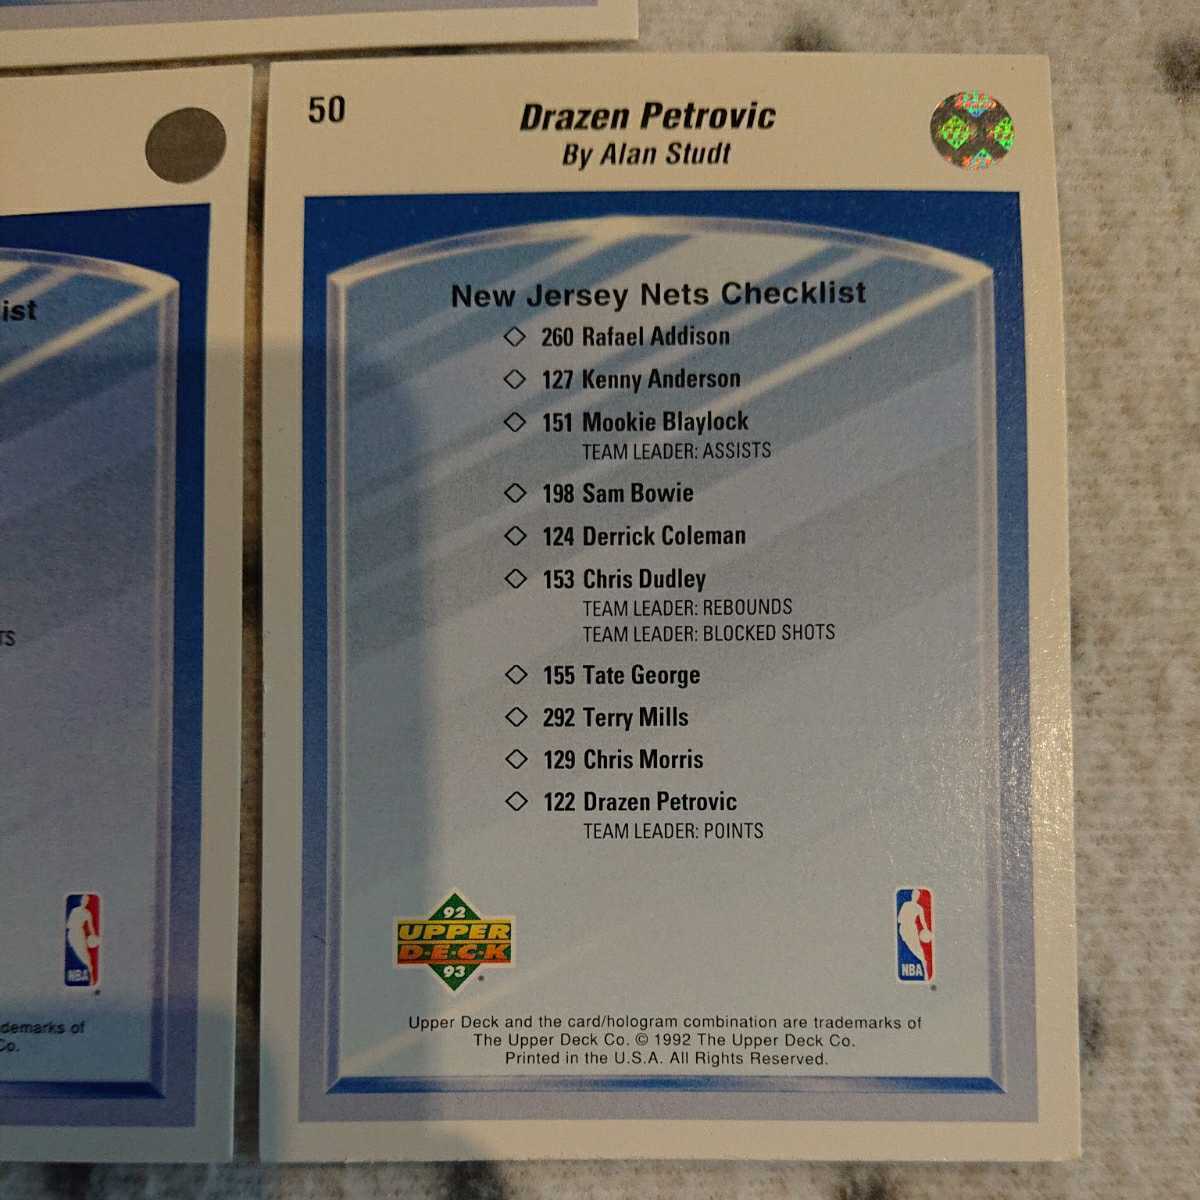 50
Drazen Petrovic
By Alan Studt
New Jersey Nets Checklist
260 Rafael Addison
127 Kenny Anderson
151 Mookie Blaylock
TEAM LEADER: ASSISTS
198 Sam Bowie
124 Derrick Coleman
153 Chris Dudley
TEAM LEADER: REBOUNDS
TEAM LEADER: BLOCKED SHOTS
155 Tate George
292 Terry Mills
129 Chris Morris
122 Drazen Petrovic
TEAM LEADER: POINTS
92
UPPER
D·E·C·K
93
NBA
Upper Deck and the card/hologram combination are trademarks of
The Upper Deck Co. © 1992 The Upper Deck Co.
Printed in the U.S.A. All Rights Reserved.
ist
TS
NBA
demarks of
Co.